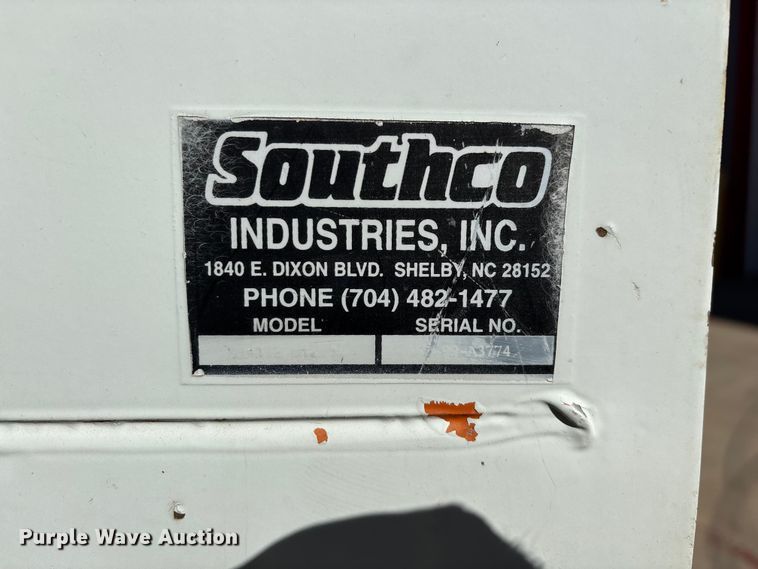 Southco
INDUSTRIES, INC.
1840 E. DIXON BLVD. SHELBY, NC 28152
PHONE (704) 482-1477
MODEL SERIAL NO.
Purple Wave Auction